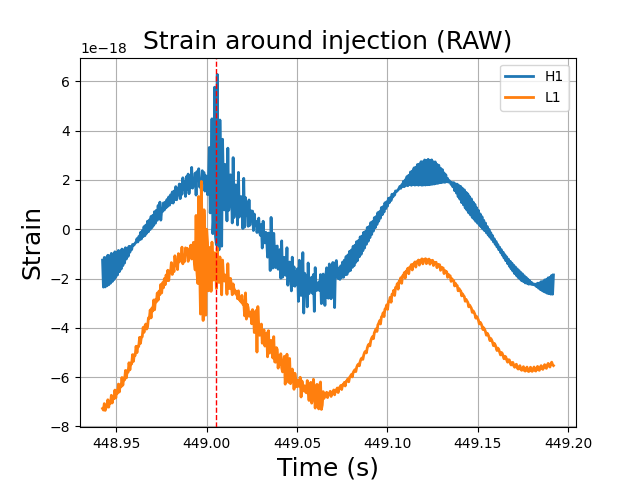 Strain around injection (RAW)
1e−18
H1
L1
6
4
2
0
−2
−4
−6
−8
Strain
448.95 449.00 449.05 449.10 449.15 449.20
Time (s)